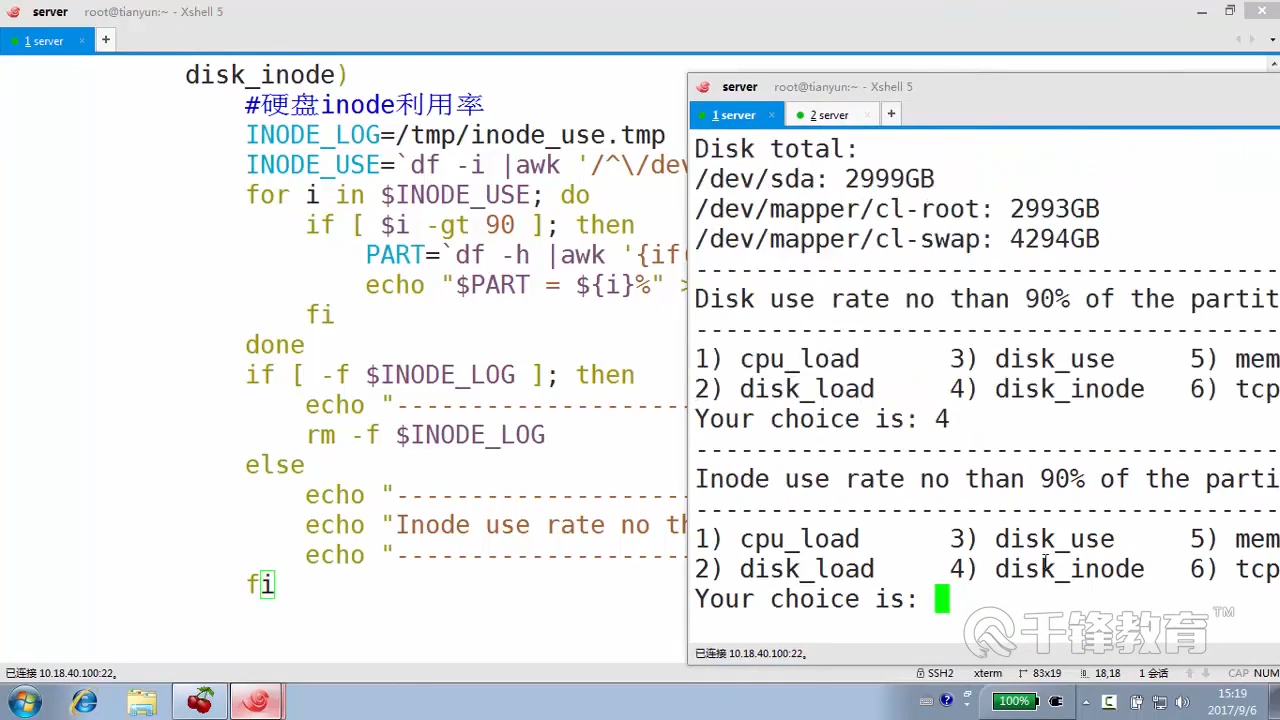 server root@tianyun:~ - Xshell 5
1 server
disk_inode)
#硬盘inode利用率
INODE_LOG=/tmp/inode_use.tmp
INODE_USE=`df -i |awk '/^\/dev
for i in $INODE_USE; do
if [ $i -gt 90 ]; then
PART=`df -h |awk '{if(
echo "$PART = ${i}%" >
fi
done
if [ -f $INODE_LOG ]; then
echo "--------------------
rm -f $INODE_LOG
else
echo "--------------------
echo "Inode use rate no th
echo "--------------------
fi
server root@tianyun:~ - Xshell 5
1 server 2 server
Disk total:
/dev/sda: 2999GB
/dev/mapper/cl-root: 2993GB
/dev/mapper/cl-swap: 4294GB
---------------------------------------
Disk use rate no than 90% of the partit
---------------------------------------
1) cpu_load 3) disk_use 5) mem
2) disk_load 4) disk_inode 6) tcp
Your choice is: 4
---------------------------------------
Inode use rate no than 90% of the parti
---------------------------------------
1) cpu_load 3) disk_use 5) mem
2) disk_load 4) disk_inode 6) tcp
Your choice is:
千锋教育 TM
已连接 10.18.40.100:22。
已连接 10.18.40.100:22。 SSH2 xterm 83x19 18,18 1 会话 CAP NUM
100% 15:19
2017/9/6